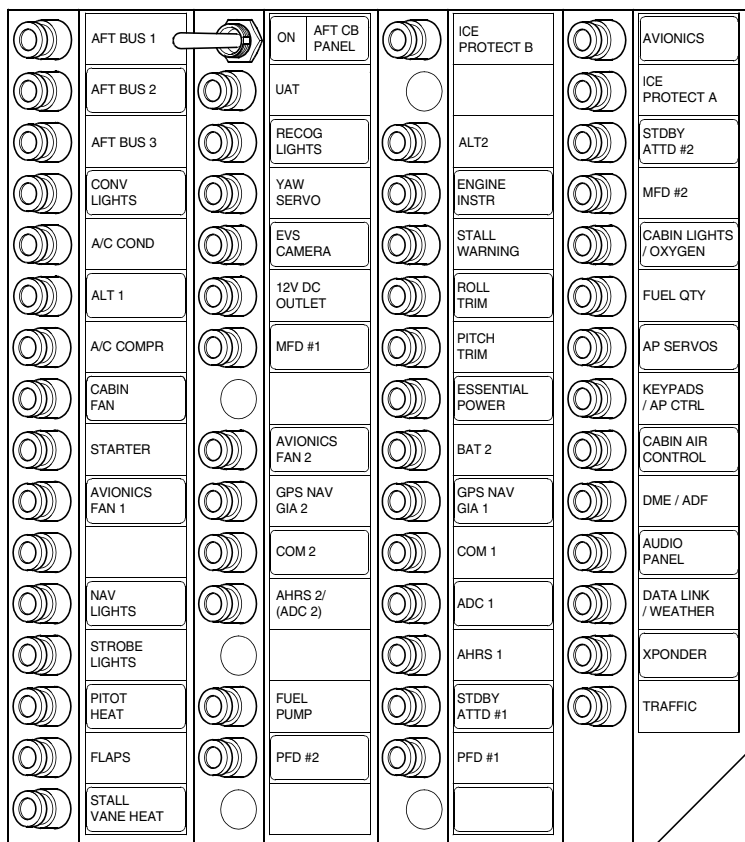 AFT BUS 1
AFT BUS 2
AFT BUS 3
CONV
LIGHTS
A/C COND
ALT 1
A/C COMPR
CABIN
FAN
STARTER
AVIONICS
FAN 1
NAV
LIGHTS
STROBE
LIGHTS
PITOT
HEAT
FLAPS
STALL
VANE HEAT
ON
AFT CB
PANEL
UAT
RECOG
LIGHTS
YAW
SERVO
EVS
CAMERA
12V DC
OUTLET
MFD #1
AVIONICS
FAN 2
GPS NAV
GIA 2
COM 2
AHRS 2/
(ADC 2)
FUEL
PUMP
PFD #2
ICE
PROTECT B
ALT2
ENGINE
INSTR
STALL
WARNING
ROLL
TRIM
PITCH
TRIM
ESSENTIAL
POWER
BAT 2
GPS NAV
GIA 1
COM 1
ADC 1
AHRS 1
STDBY
ATTD #1
PFD #1
AVIONICS
ICE
PROTECT A
STDBY
ATTD #2
MFD #2
CABIN LIGHTS
/ OXYGEN
FUEL QTY
AP SERVOS
KEYPADS
/ AP CTRL
CABIN AIR
CONTROL
DME / ADF
AUDIO
PANEL
DATA LINK
/ WEATHER
XPONDER
TRAFFIC